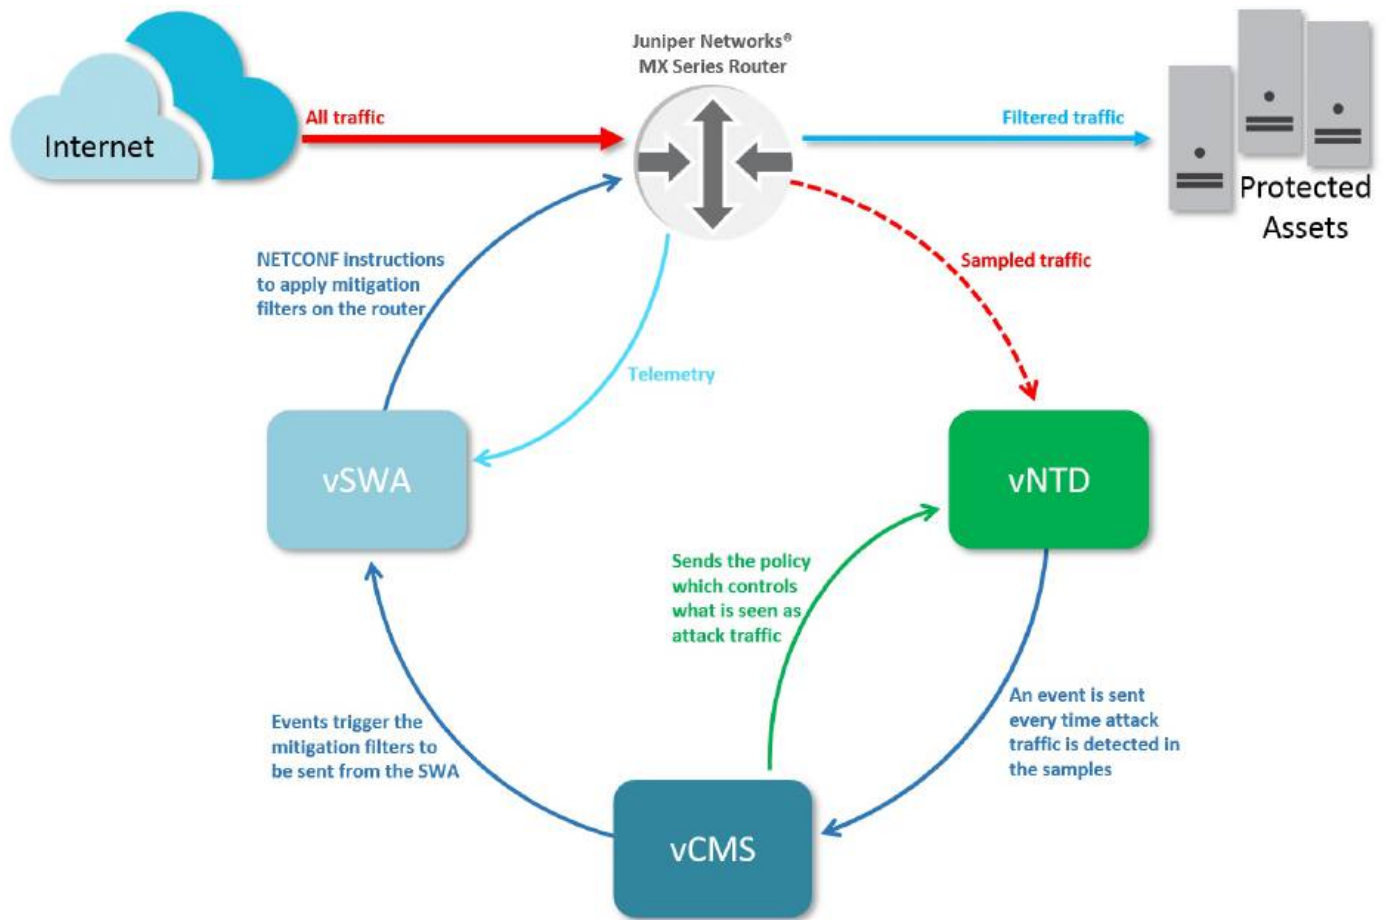 Juniper Networks®
MX Series Router
All traffic
Filtered traffic
Internet
Protected
Assets
NETCONF instructions
to apply mitigation
filters on the router
Sampled traffic
Telemetry
vSWA
vNTD
Sends the policy
which controls
what is seen as
attack traffic
Events trigger the
mitigation filters to
be sent from the SWA
An event is sent
every time attack
traffic is detected in
the samples
vCMS